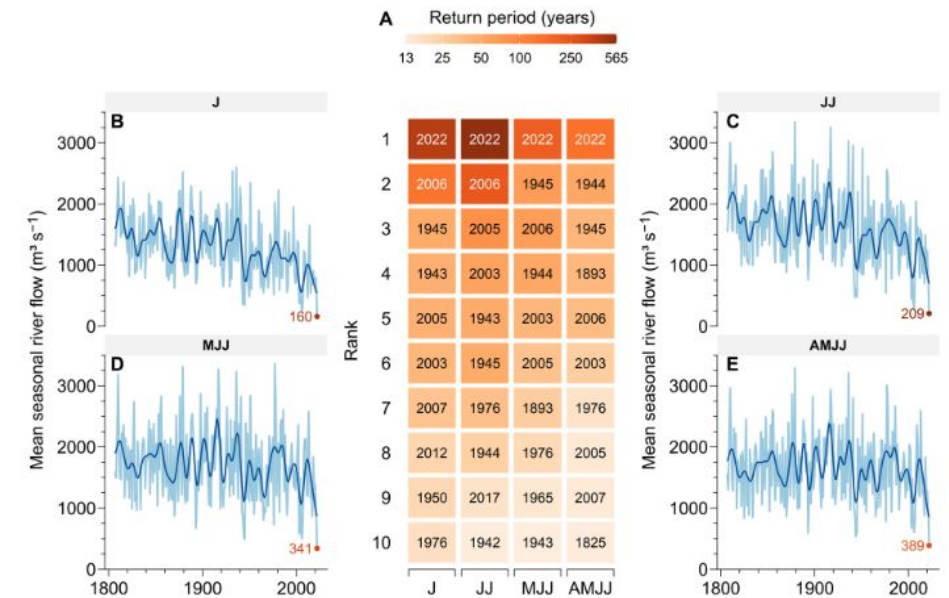 A Return period (years)
13 25 50 100 250 565
J
B
Mean seasonal river flow (m³ s⁻¹)
3000
2000
1000
0
160
MJJ
D
3000
2000
1000
0
341
1800 1900 2000
Rank
1 2022 2022 2022 2022
2 2006 2006 1945 1944
3 1945 2005 2006 1945
4 1943 2003 1944 1893
5 2005 1943 2003 2006
6 2003 1945 2005 2003
7 2007 1976 1893 1976
8 2012 1944 1976 2005
9 1950 2017 1965 2007
10 1976 1942 1943 1825
J JJ MJJ AMJJ
JJ
C
Mean seasonal river flow (m³ s⁻¹)
3000
2000
1000
0
209
AMJJ
E
3000
2000
1000
0
389
1800 1900 2000